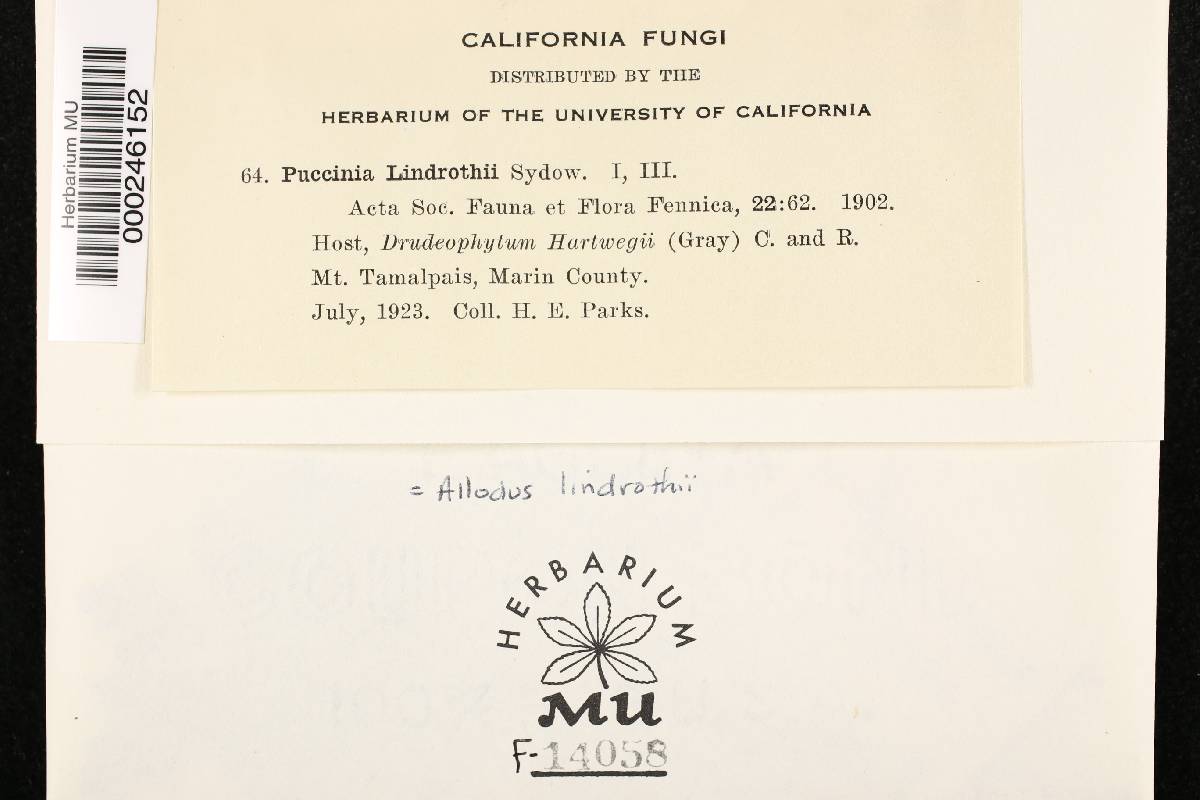 CALIFORNIA FUNGI
DISTRIBUTED BY THE
HERBARIUM OF THE UNIVERSITY OF CALIFORNIA
64. Puccinia Lindrothii Sydow. I, III.
Acta Soc. Fauna et Flora Fennica, 22:62. 1902.
Host, Drudeophytum Hartwegii (Gray) C. and R.
Mt. Tamalpais, Marin County.
July, 1923. Coll. H. E. Parks.
Herbarium MU
000246152
= Allodus lindrothii
HERBARIUM
MU
F-14058